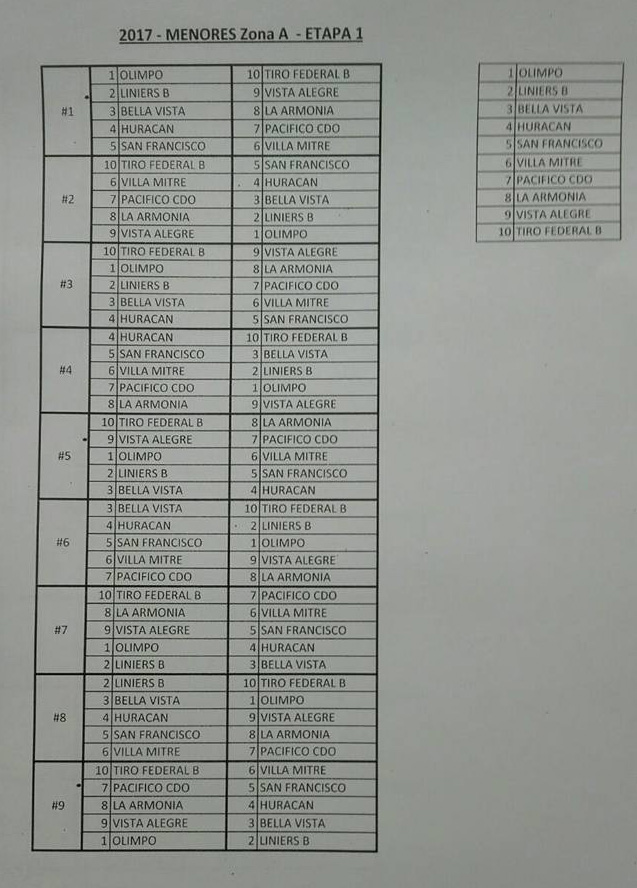 2017 - MENORES Zona A - ETAPA 1
#1
1 OLIMPO 10 TIRO FEDERAL B
2 LINIERS B 9 VISTA ALEGRE
3 BELLA VISTA 8 LA ARMONIA
4 HURACAN 7 PACIFICO CDO
5 SAN FRANCISCO 6 VILLA MITRE
#2
10 TIRO FEDERAL B 5 SAN FRANCISCO
6 VILLA MITRE 4 HURACAN
7 PACIFICO CDO 3 BELLA VISTA
8 LA ARMONIA 2 LINIERS B
9 VISTA ALEGRE 1 OLIMPO
#3
10 TIRO FEDERAL B 9 VISTA ALEGRE
1 OLIMPO 8 LA ARMONIA
2 LINIERS B 7 PACIFICO CDO
3 BELLA VISTA 6 VILLA MITRE
4 HURACAN 5 SAN FRANCISCO
#4
4 HURACAN 10 TIRO FEDERAL B
5 SAN FRANCISCO 3 BELLA VISTA
6 VILLA MITRE 2 LINIERS B
7 PACIFICO CDO 1 OLIMPO
8 LA ARMONIA 9 VISTA ALEGRE
#5
10 TIRO FEDERAL B 8 LA ARMONIA
9 VISTA ALEGRE 7 PACIFICO CDO
1 OLIMPO 6 VILLA MITRE
2 LINIERS B 5 SAN FRANCISCO
3 BELLA VISTA 4 HURACAN
#6
3 BELLA VISTA 10 TIRO FEDERAL B
4 HURACAN 2 LINIERS B
5 SAN FRANCISCO 1 OLIMPO
6 VILLA MITRE 9 VISTA ALEGRE
7 PACIFICO CDO 8 LA ARMONIA
#7
10 TIRO FEDERAL B 7 PACIFICO CDO
8 LA ARMONIA 6 VILLA MITRE
9 VISTA ALEGRE 5 SAN FRANCISCO
1 OLIMPO 4 HURACAN
2 LINIERS B 3 BELLA VISTA
#8
2 LINIERS B 10 TIRO FEDERAL B
3 BELLA VISTA 1 OLIMPO
4 HURACAN 9 VISTA ALEGRE
5 SAN FRANCISCO 8 LA ARMONIA
6 VILLA MITRE 7 PACIFICO CDO
#9
10 TIRO FEDERAL B 6 VILLA MITRE
7 PACIFICO CDO 5 SAN FRANCISCO
8 LA ARMONIA 4 HURACAN
9 VISTA ALEGRE 3 BELLA VISTA
1 OLIMPO 2 LINIERS B
1 OLIMPO
2 LINIERS B
3 BELLA VISTA
4 HURACAN
5 SAN FRANCISCO
6 VILLA MITRE
7 PACIFICO CDO
8 LA ARMONIA
9 VISTA ALEGRE
10 TIRO FEDERAL B